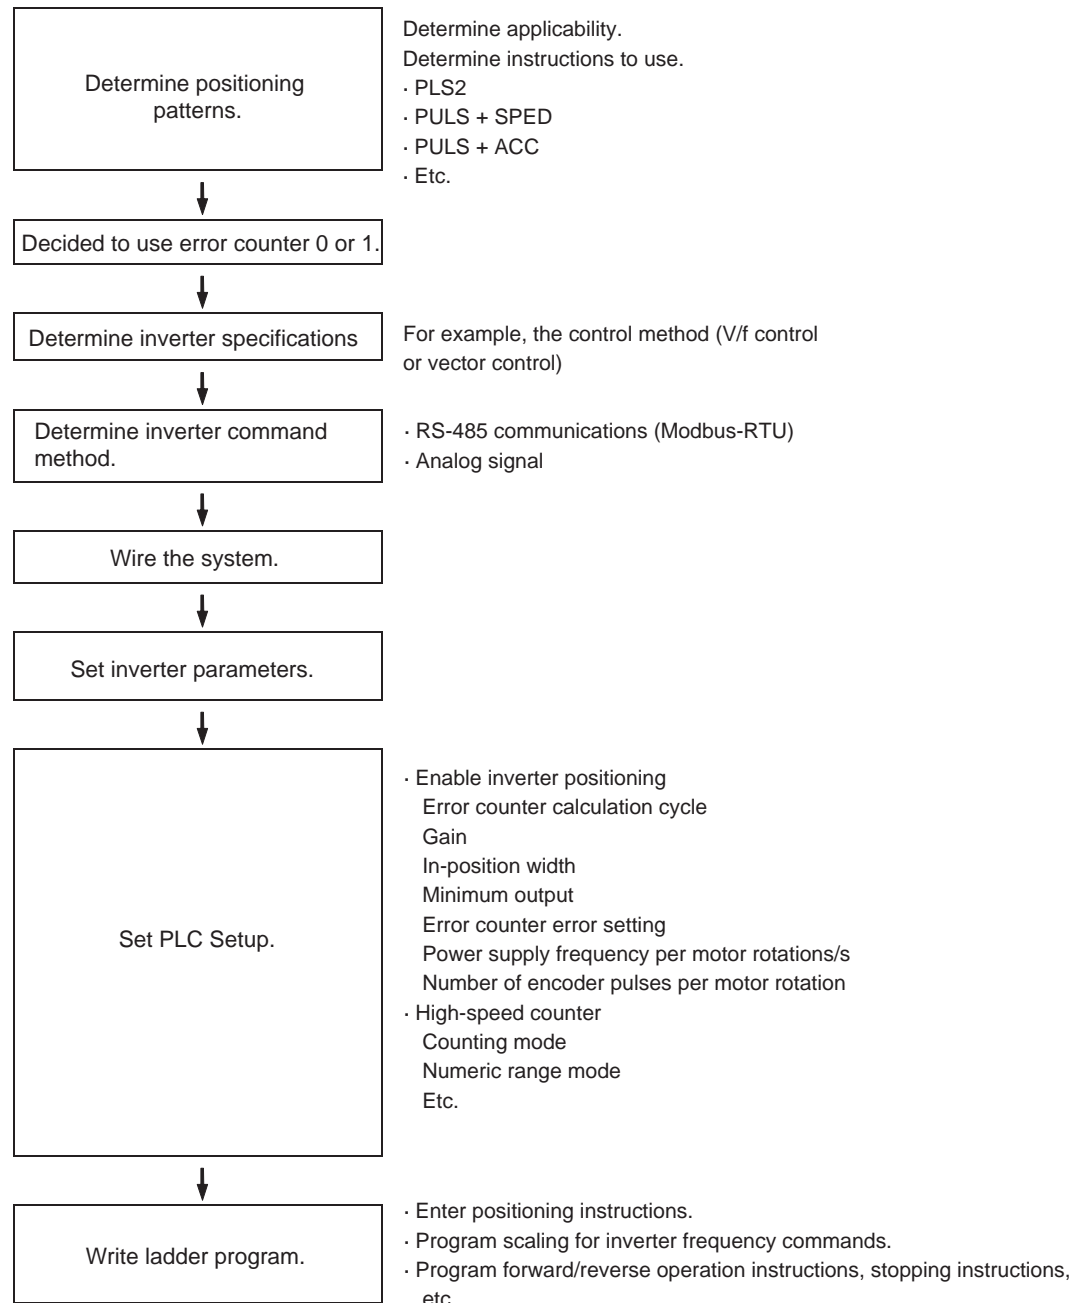 Determine positioning
patterns.
Determine applicability.
Determine instructions to use.
· PLS2
· PULS + SPED
· PULS + ACC
· Etc.
Decided to use error counter 0 or 1.
Determine inverter specifications
For example, the control method (V/f control
or vector control)
Determine inverter command
method.
· RS-485 communications (Modbus-RTU)
· Analog signal
Wire the system.
Set inverter parameters.
Set PLC Setup.
· Enable inverter positioning
Error counter calculation cycle
Gain
In-position width
Minimum output
Error counter error setting
Power supply frequency per motor rotations/s
Number of encoder pulses per motor rotation
· High-speed counter
Counting mode
Numeric range mode
Etc.
Write ladder program.
· Enter positioning instructions.
· Program scaling for inverter frequency commands.
· Program forward/reverse operation instructions, stopping instructions,
etc